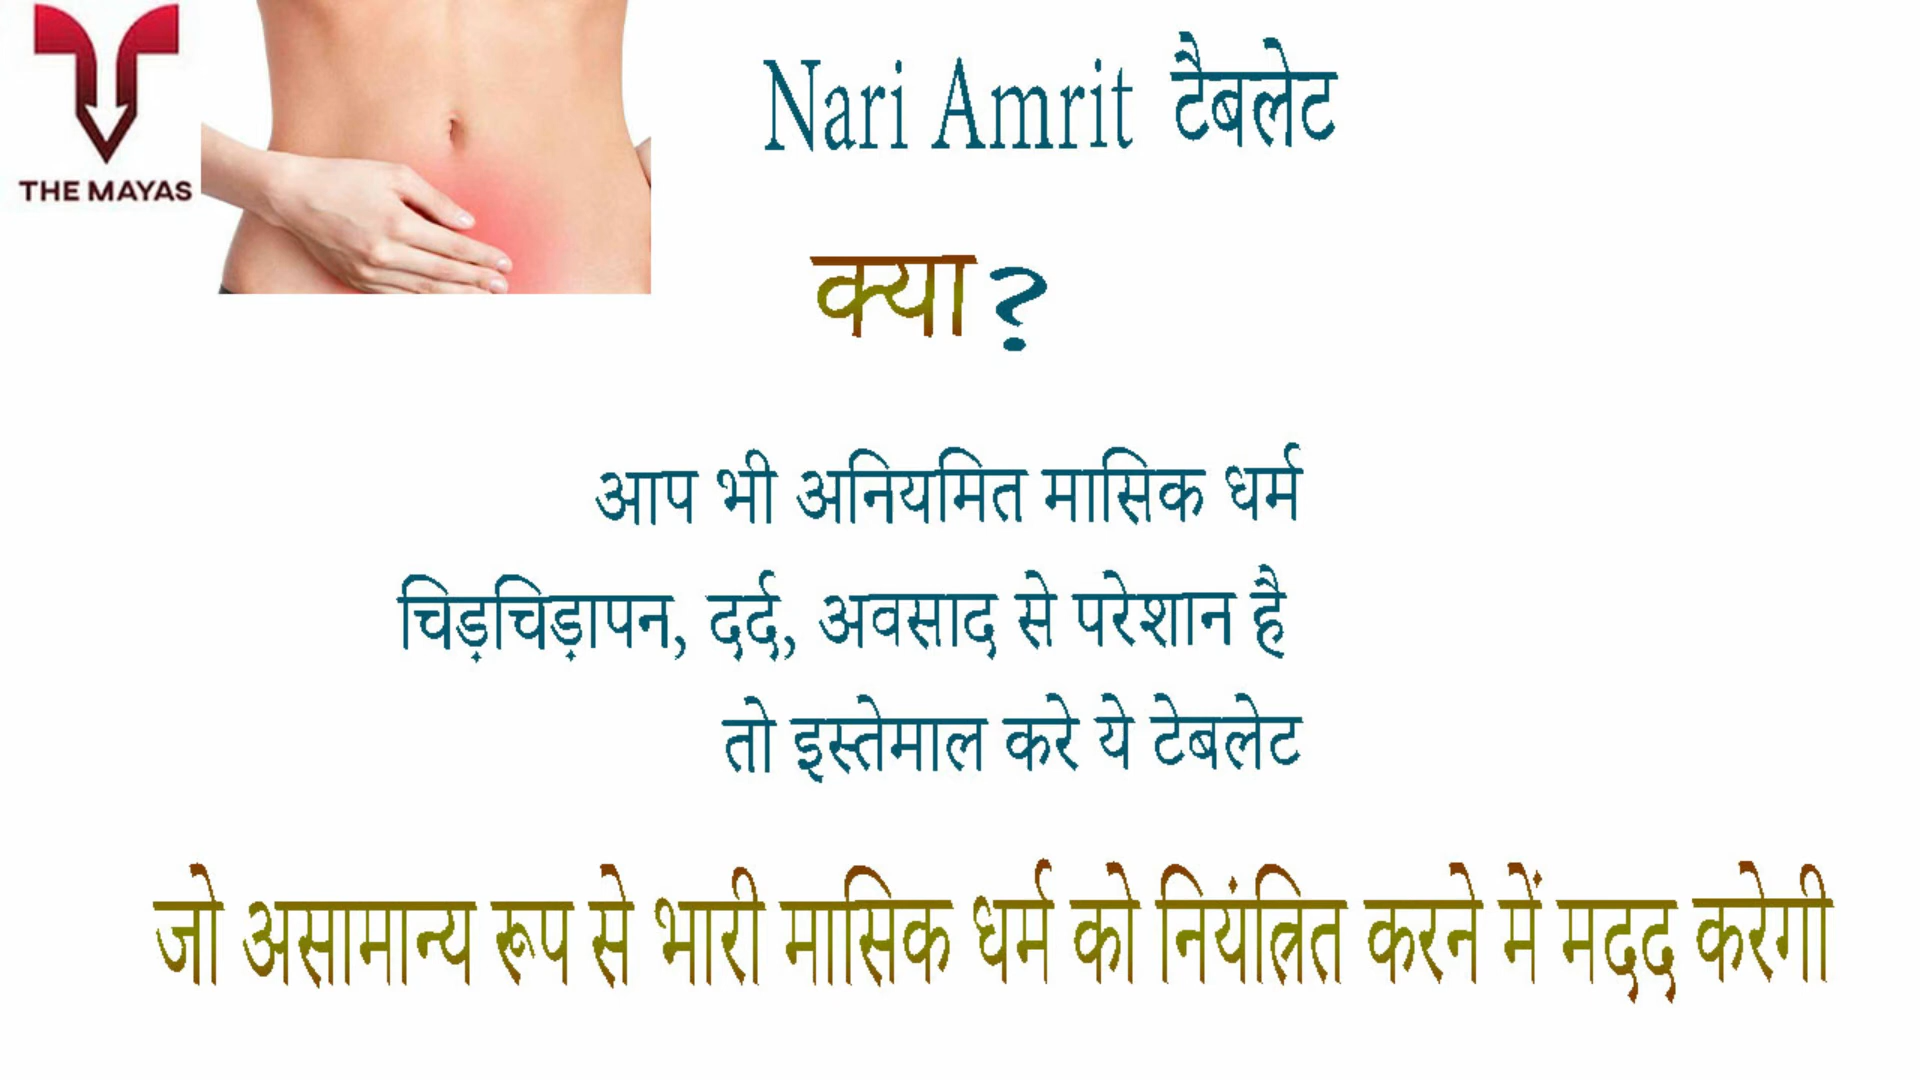 THE MAYAS
Nari Amrit टैबलेट
क्या?
आप भी अनियमित मासिक धर्म
चिड़चिड़ापन, दर्द, अवसाद से परेशान है
तो इस्तेमाल करे ये टेबलेट
जो असामान्य रूप से भारी मासिक धर्म को नियंत्रित करने में मदद करेगी